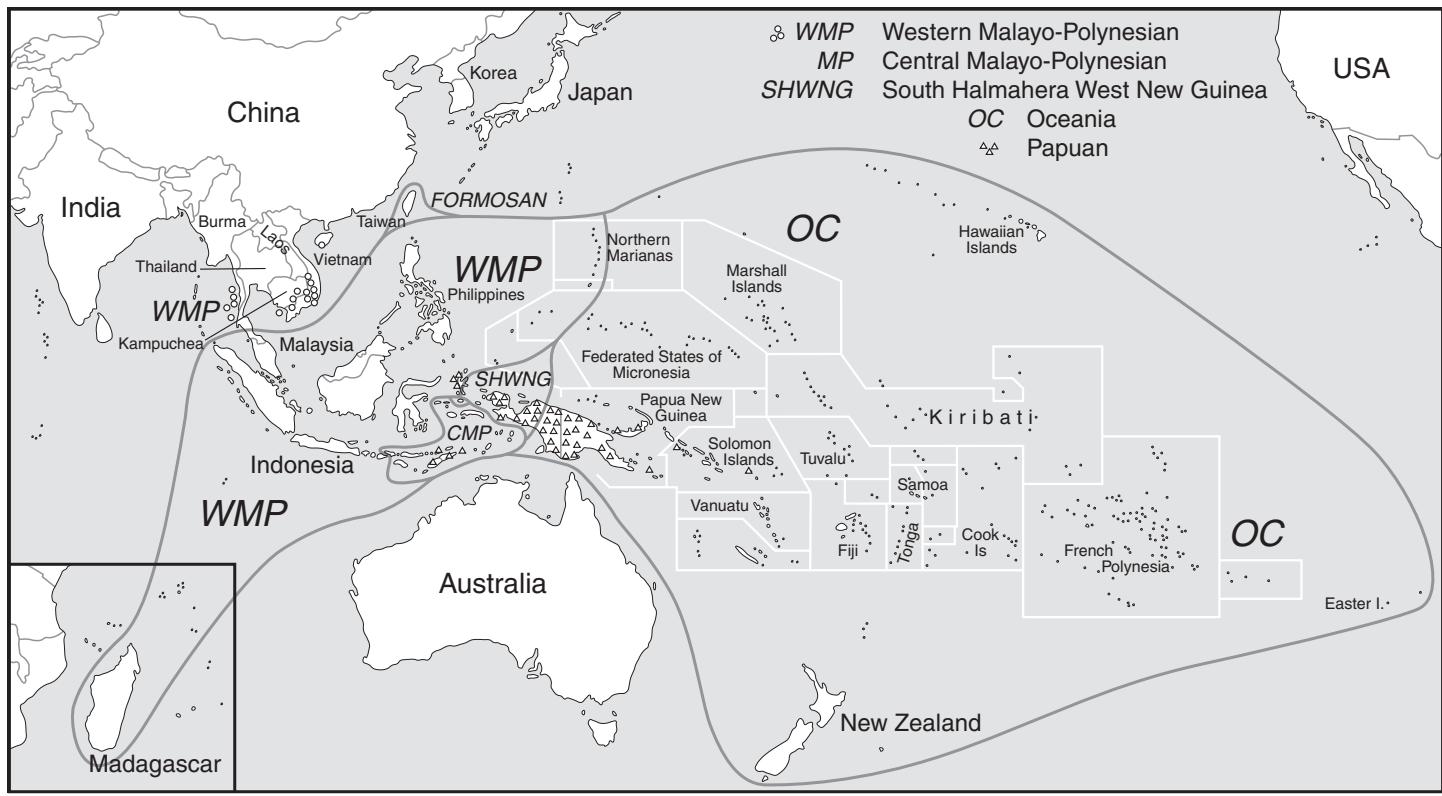 WMP Western Malayo-Polynesian
MP Central Malayo-Polynesian
SHWNG South Halmahera West New Guinea
OC Oceania
Papuan
USA
Korea
Japan
China
India
Burma
Laos
Taiwan
FORMOSAN
Thailand
Vietnam
WMP
Kampuchea
Malaysia
WMP
Philippines
Northern
Marianas
OC
Hawaiian
Islands
Marshall
Islands
Federated States of
Micronesia
SHWNG
Papua New
Guinea
Kiribati
CMP
Indonesia
Solomon
Islands
Tuvalu
Samoa
WMP
Vanuatu
Fiji
Tonga
Cook
Is
French
Polynesia
OC
Easter I.
Australia
New Zealand
Madagascar